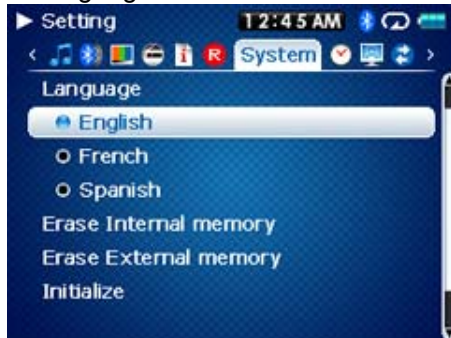 Setting 12:45 AM
R System
Language
English
French
Spanish
Erase Internal memory
Erase External memory
Initialize